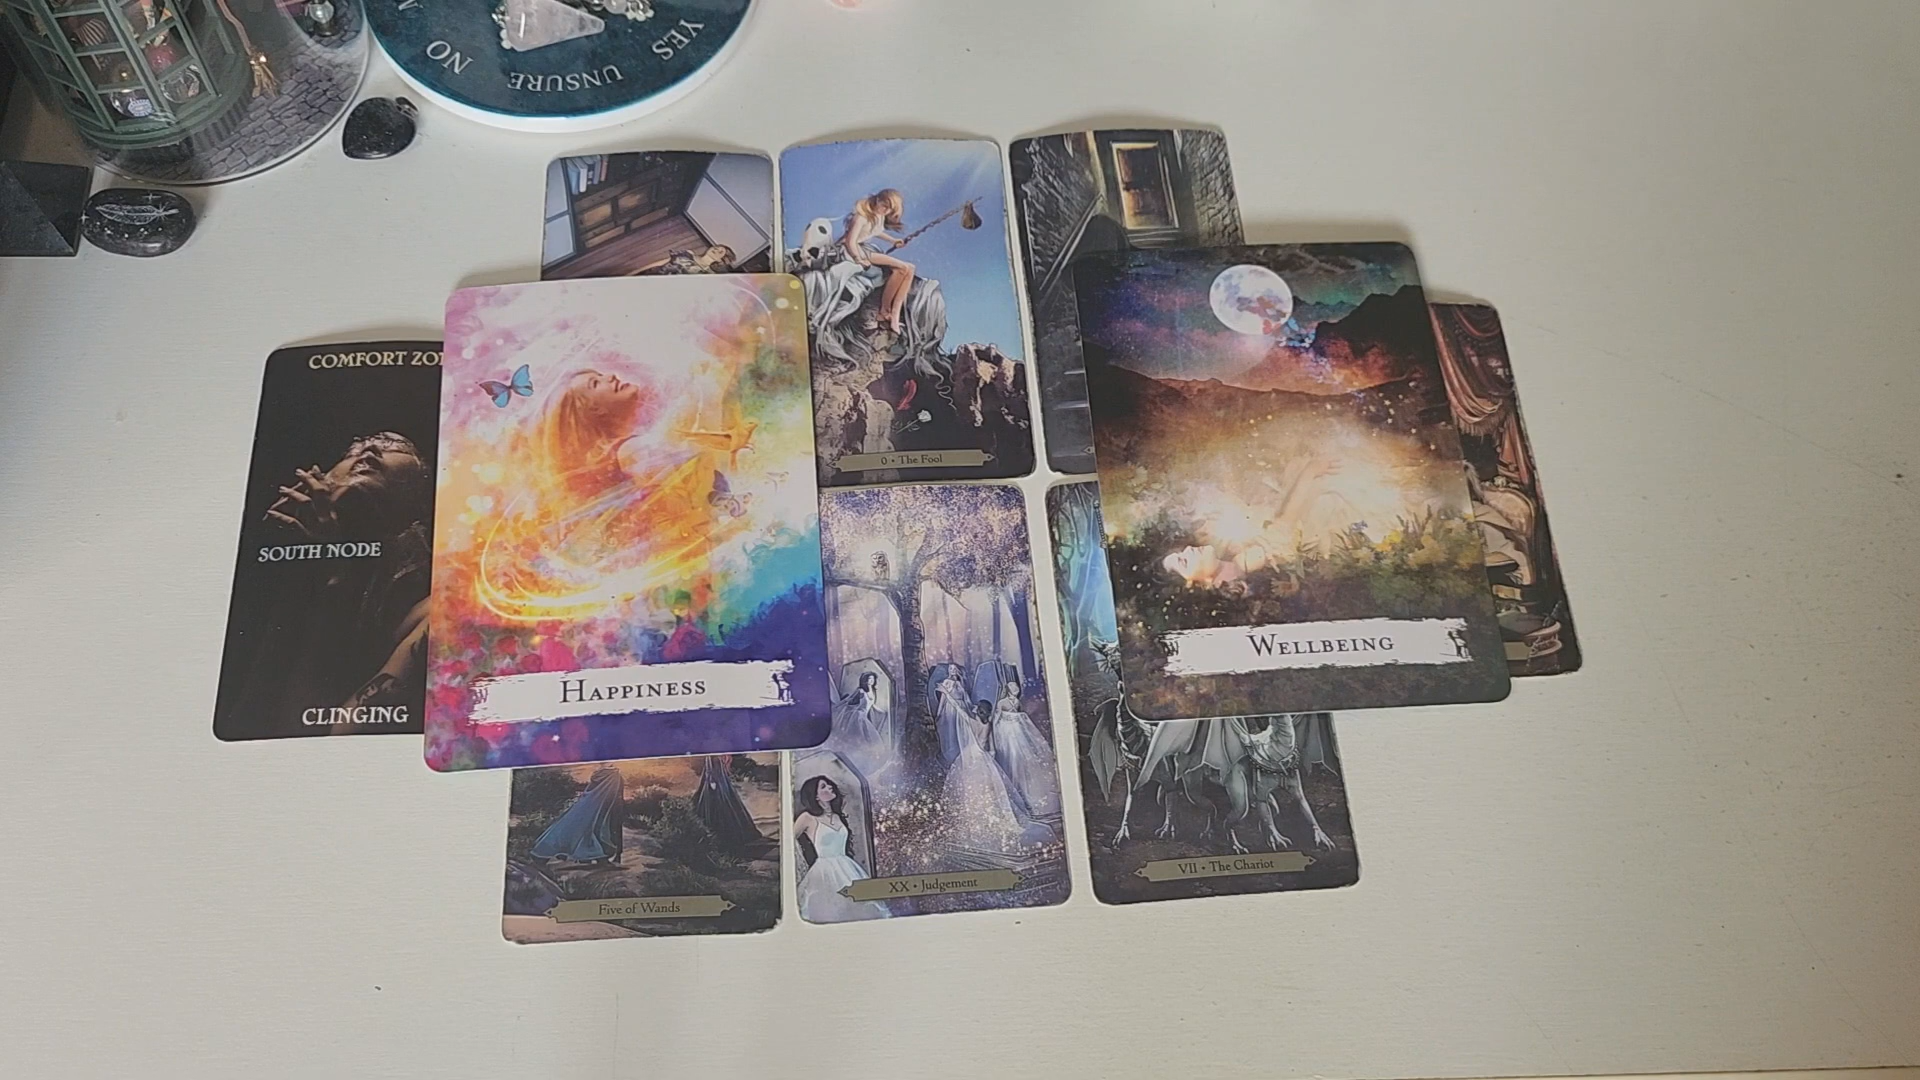 NO
UNSURE
YES
0 • The Fool
COMFORT
SOUTH NODE
CLINGING
HAPPINESS
WELLBEING
Five of Wands
XX • Judgement
VII • The Chariot